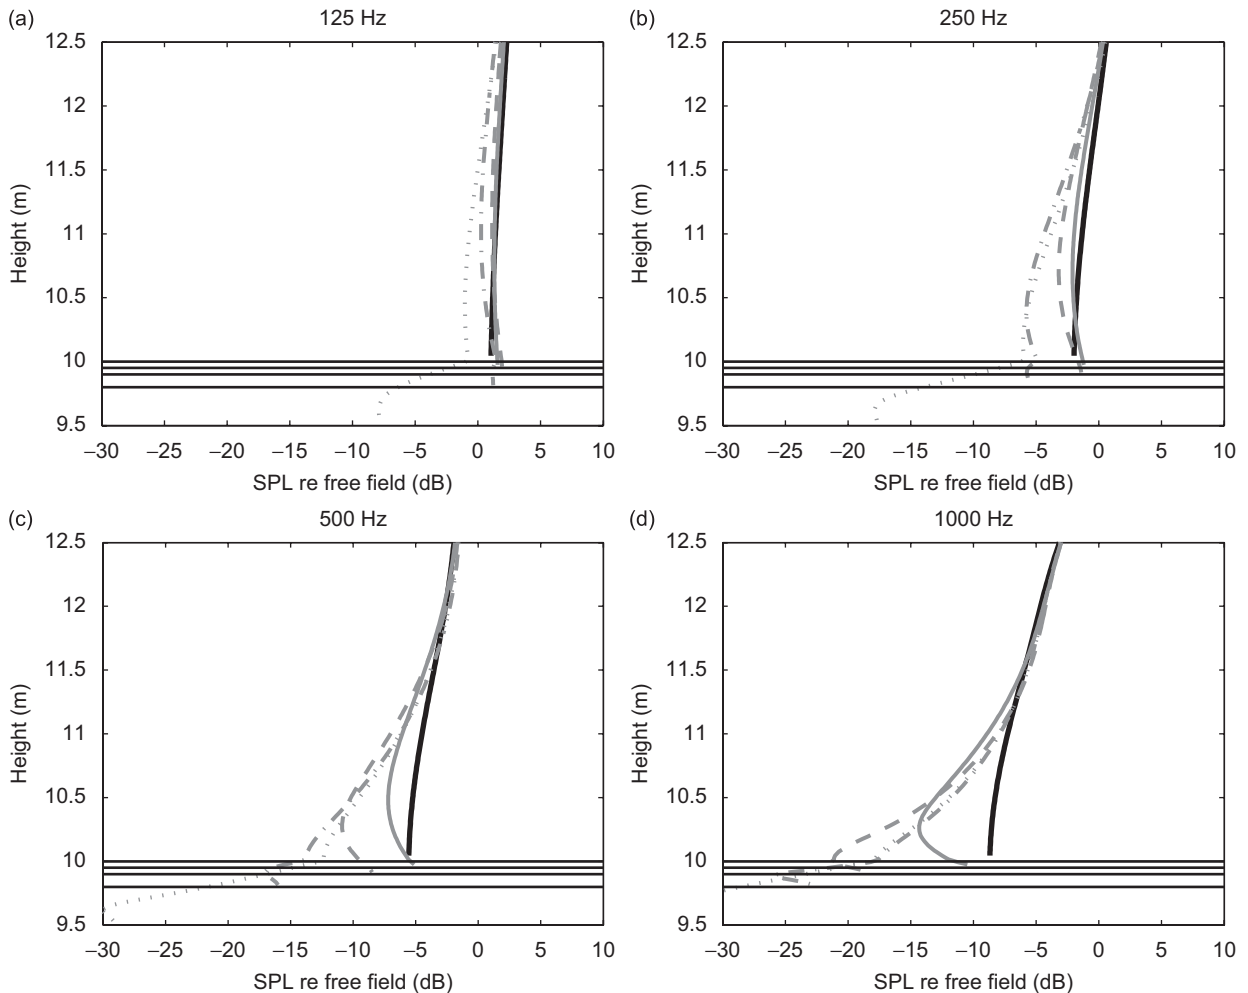 (a)
125 Hz
12.5
12
11.5
11
10.5
10
9.5
Height (m)
–30 –25 –20 –15 –10 –5 0 5 10
SPL re free field (dB)
(b)
250 Hz
12.5
12
11.5
11
10.5
10
9.5
Height (m)
–30 –25 –20 –15 –10 –5 0 5 10
SPL re free field (dB)
(c)
500 Hz
12.5
12
11.5
11
10.5
10
9.5
Height (m)
–30 –25 –20 –15 –10 –5 0 5 10
SPL re free field (dB)
(d)
1000 Hz
12.5
12
11.5
11
10.5
10
9.5
Height (m)
–30 –25 –20 –15 –10 –5 0 5 10
SPL re free field (dB)